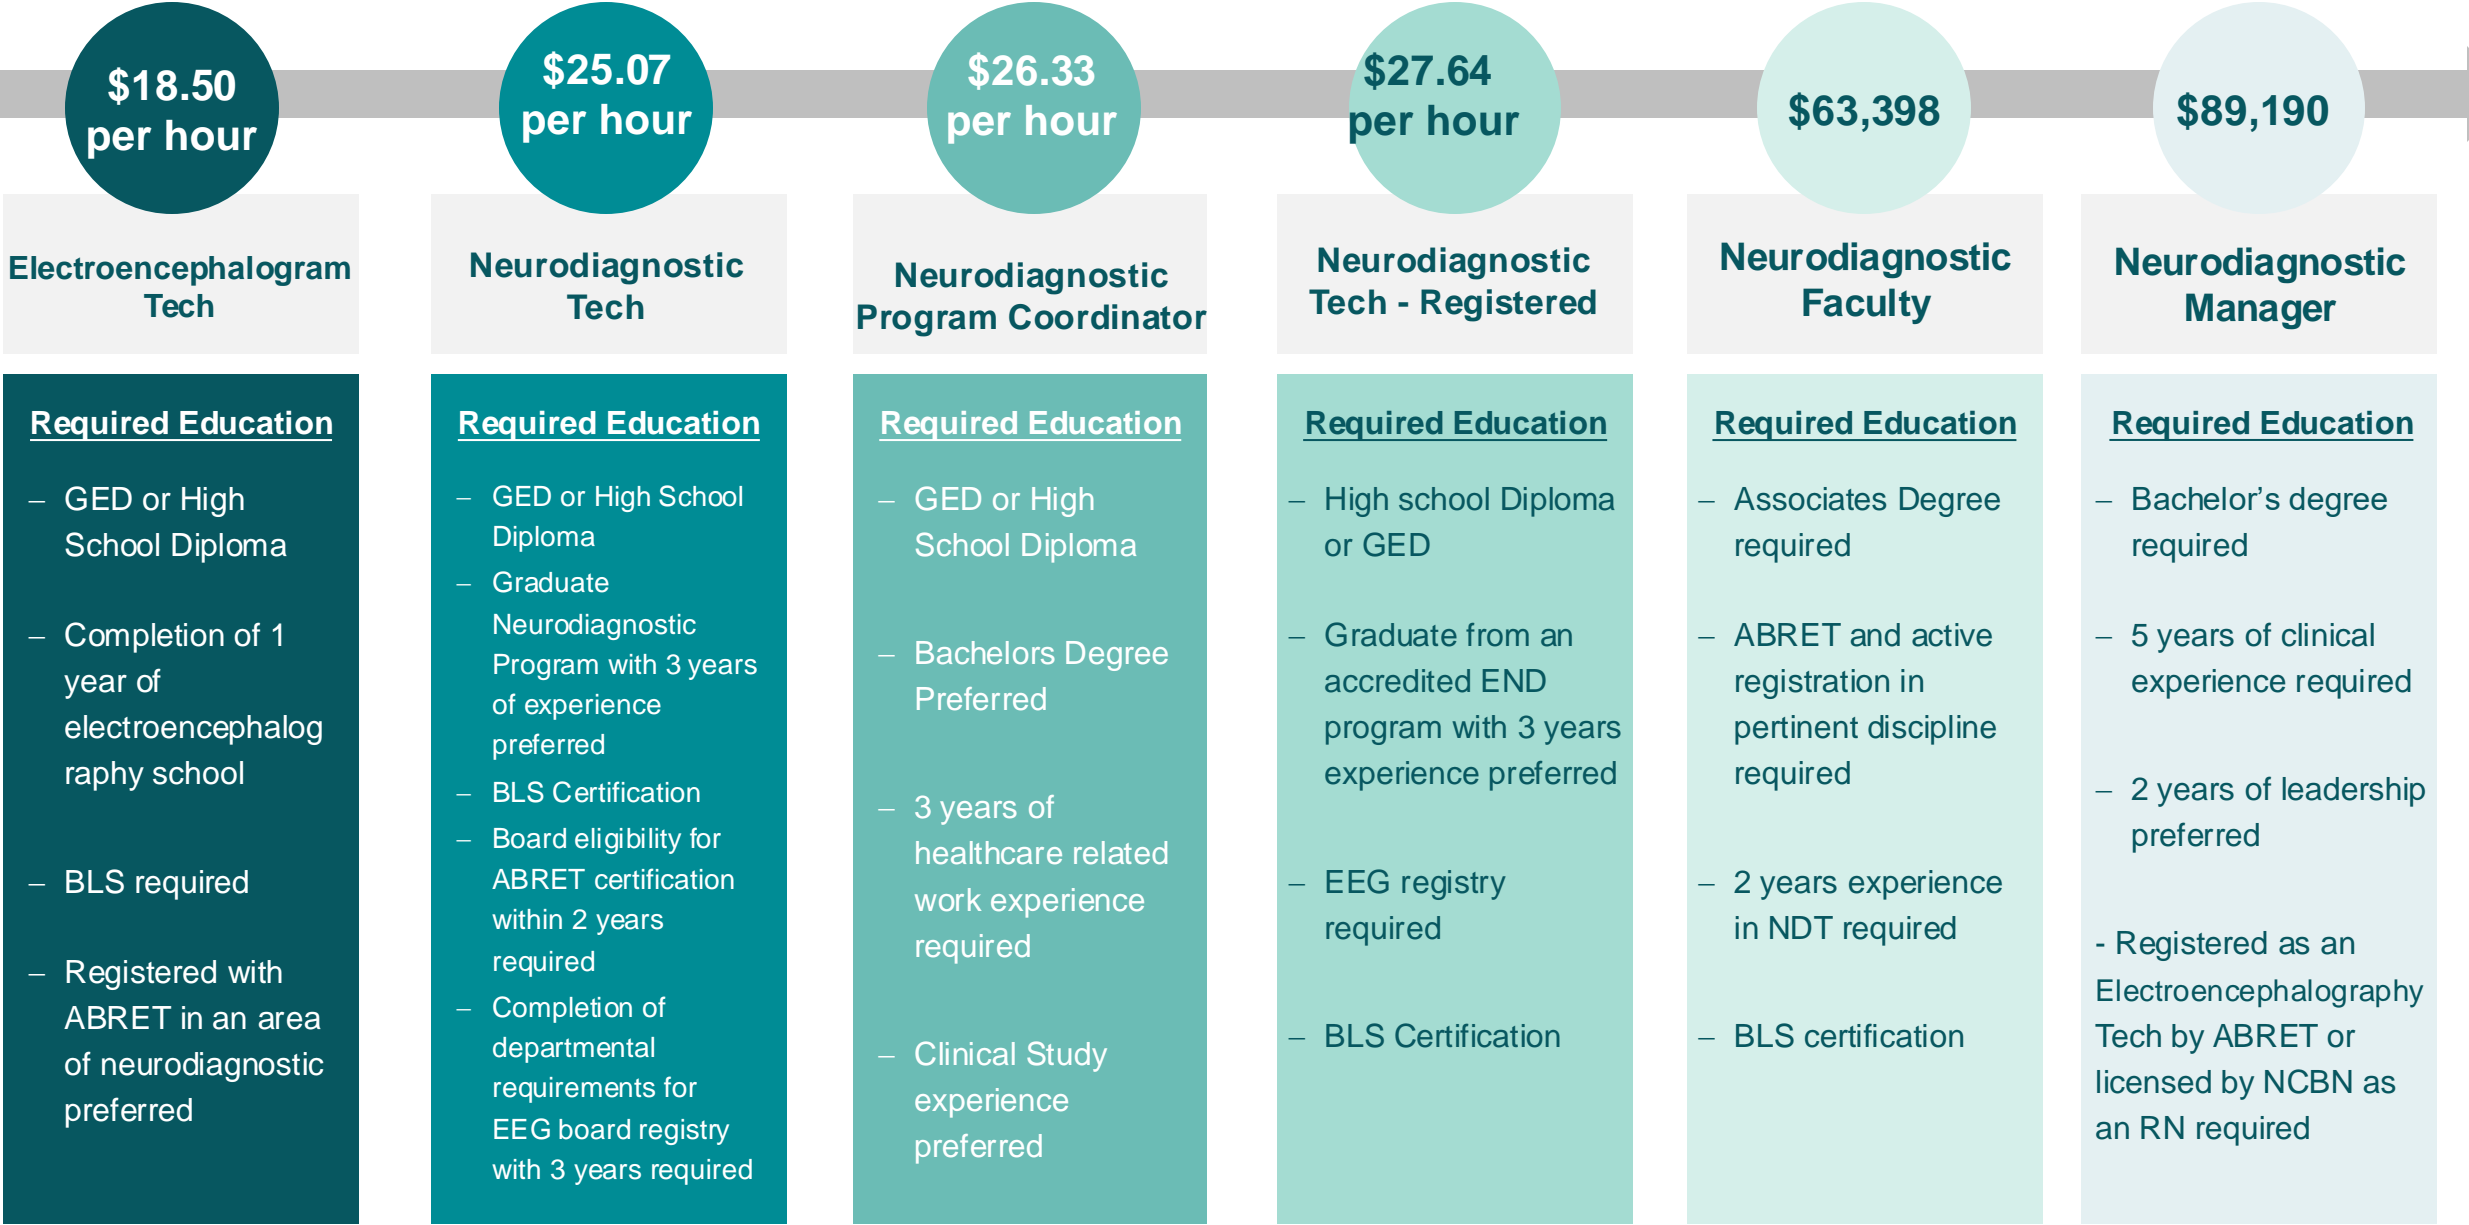 $18.50
per hour
Electroencephalogram
Tech
Required Education
– GED or High
School Diploma
– Completion of 1
year of
electroencephalog
raphy school
– BLS required
– Registered with
ABRET in an area
of neurodiagnostic
preferred
$25.07
per hour
Neurodiagnostic
Tech
Required Education
– GED or High School
Diploma
– Graduate
Neurodiagnostic
Program with 3 years
of experience
preferred
– BLS Certification
– Board eligibility for
ABRET certification
within 2 years
required
– Completion of
departmental
requirements for
EEG board registry
with 3 years required
$26.33
per hour
Neurodiagnostic
Program Coordinator
Required Education
– GED or High
School Diploma
– Bachelors Degree
Preferred
– 3 years of
healthcare related
work experience
required
– Clinical Study
experience
preferred
$27.64
per hour
Neurodiagnostic
Tech - Registered
Required Education
– High school Diploma
or GED
– Graduate from an
accredited END
program with 3 years
experience preferred
– EEG registry
required
– BLS Certification
$63,398
Neurodiagnostic
Faculty
Required Education
– Associates Degree
required
– ABRET and active
registration in
pertinent discipline
required
– 2 years experience
in NDT required
– BLS certification
$89,190
Neurodiagnostic
Manager
Required Education
– Bachelor’s degree
required
– 5 years of clinical
experience required
– 2 years of leadership
preferred
- Registered as an
Electroencephalography
Tech by ABRET or
licensed by NCBN as
an RN required